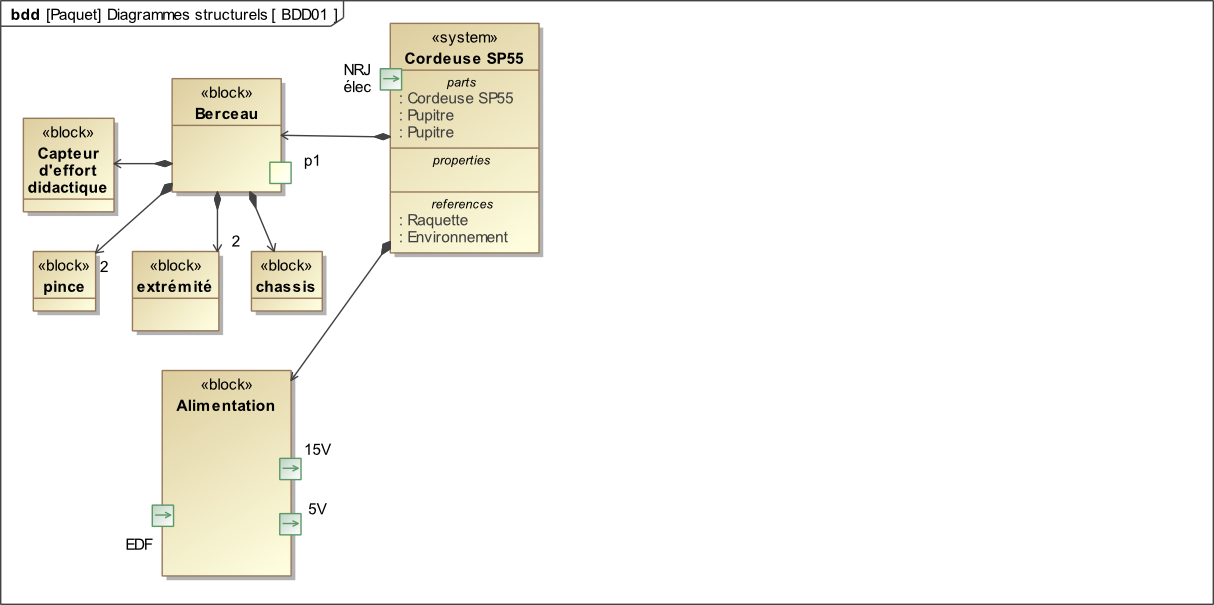 bdd [Paquet] Diagrammes structurels [ BDD01 ]
«system»
Cordeuse SP55
NRJ
élec
parts
: Cordeuse SP55
: Pupitre
: Pupitre
properties
references
: Raquette
: Environnement
«block»
Berceau
p1
«block»
Capteur
d'effort
didactique
«block»
pince
2
«block»
extrémité
2
«block»
chassis
«block»
Alimentation
15V
5V
EDF